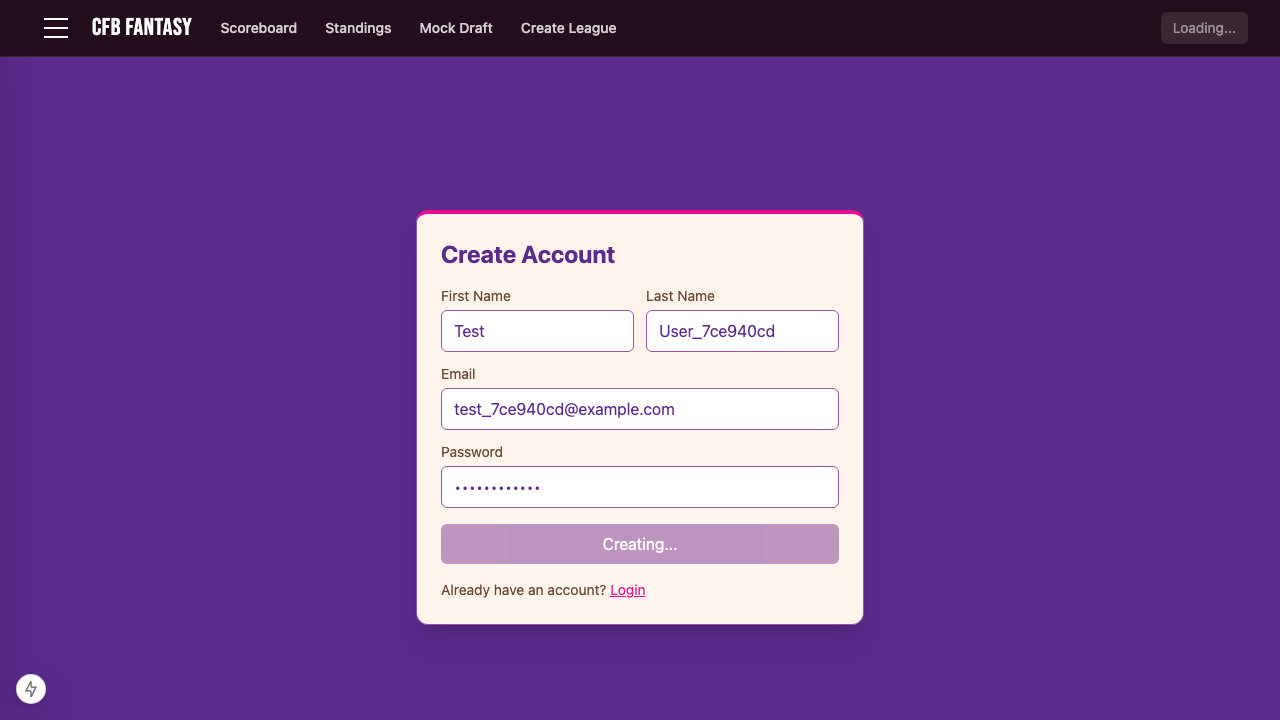 CFB FANTASY Scoreboard Standings Mock Draft Create League Loading...
Create Account
First Name Last Name
Test User_7ce940cd
Email
test_7ce940cd@example.com
Password
••••••••••••
Creating...
Already have an account? Login